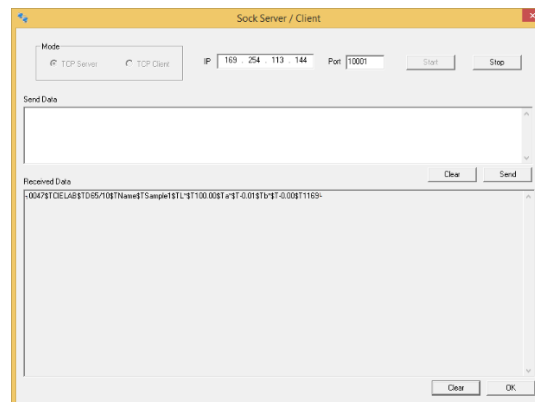 Sock Server / Client
Mode
TCP Server TCP Client
IP 169 . 254 . 113 . 144 Port 10001 Start Stop
Send Data
Clear Send
Received Data
┐0047$TCIELAB$TD65/10$TName$TSample1$TL*$T100.00$Ta*$T-0.01$Tb*$T-0.00$T1169└
Clear OK